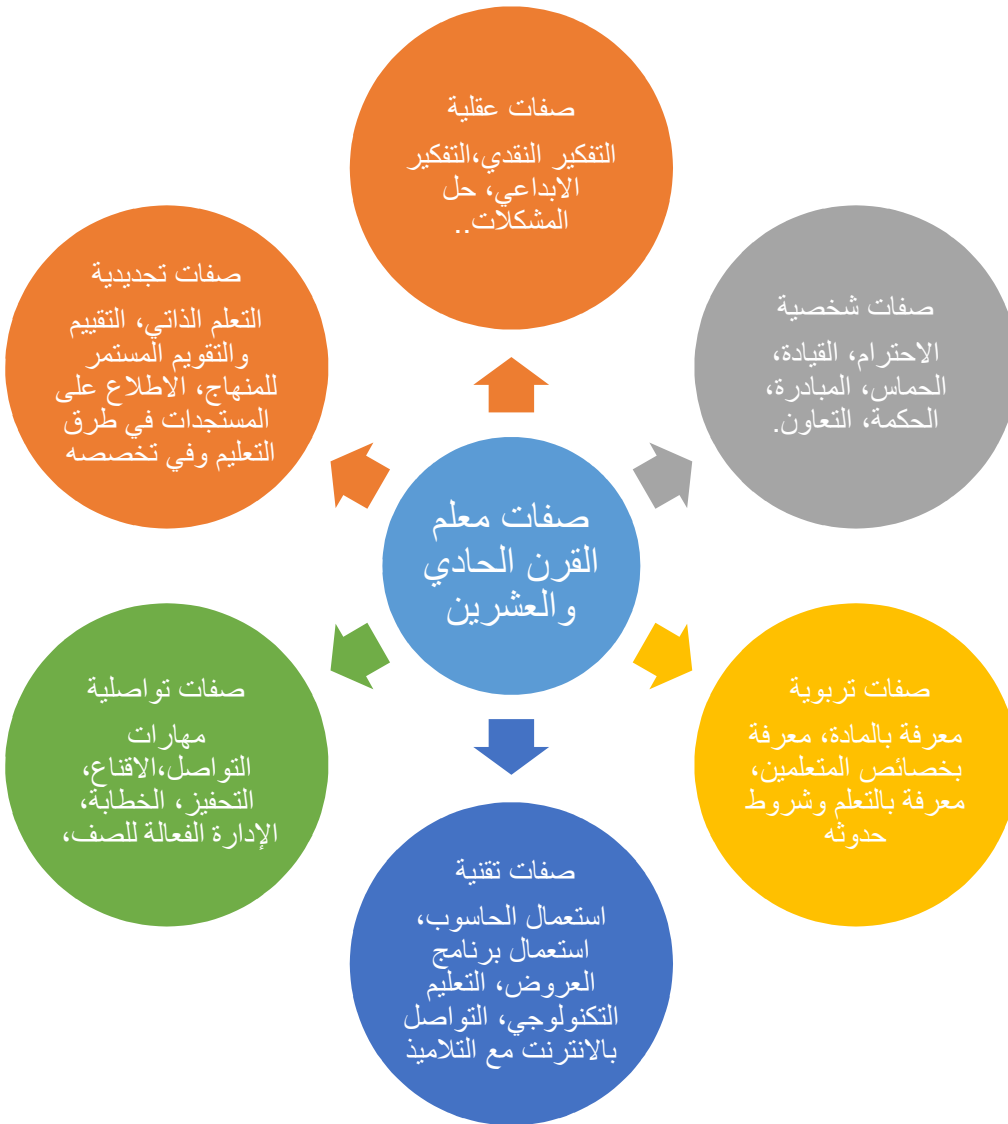 صفات عقلية
التفكير النقدي،التفكير
الابداعي، حل
المشكلات..
صفات شخصية
الاحترام، القيادة،
الحماس، المبادرة،
الحكمة، التعاون.
صفات تربوية
معرفة بالمادة، معرفة
بخصائص المتعلمين،
معرفة بالتعلم وشروط
حدوثه
صفات تقنية
استعمال الحاسوب،
استعمال برنامج
العروض، التعليم
التكنولوجي، التواصل
بالانترنت مع التلاميذ
صفات تواصلية
مهارات
التواصل،الاقناع،
التحفيز، الخطابة،
الإدارة الفعالة للصف،
صفات تجديدية
التعلم الذاتي، التقييم
والتقويم المستمر
للمنهاج، الاطلاع على
المستجدات في طرق
التعليم وفي تخصصه
صفات معلم
القرن الحادي
والعشرين